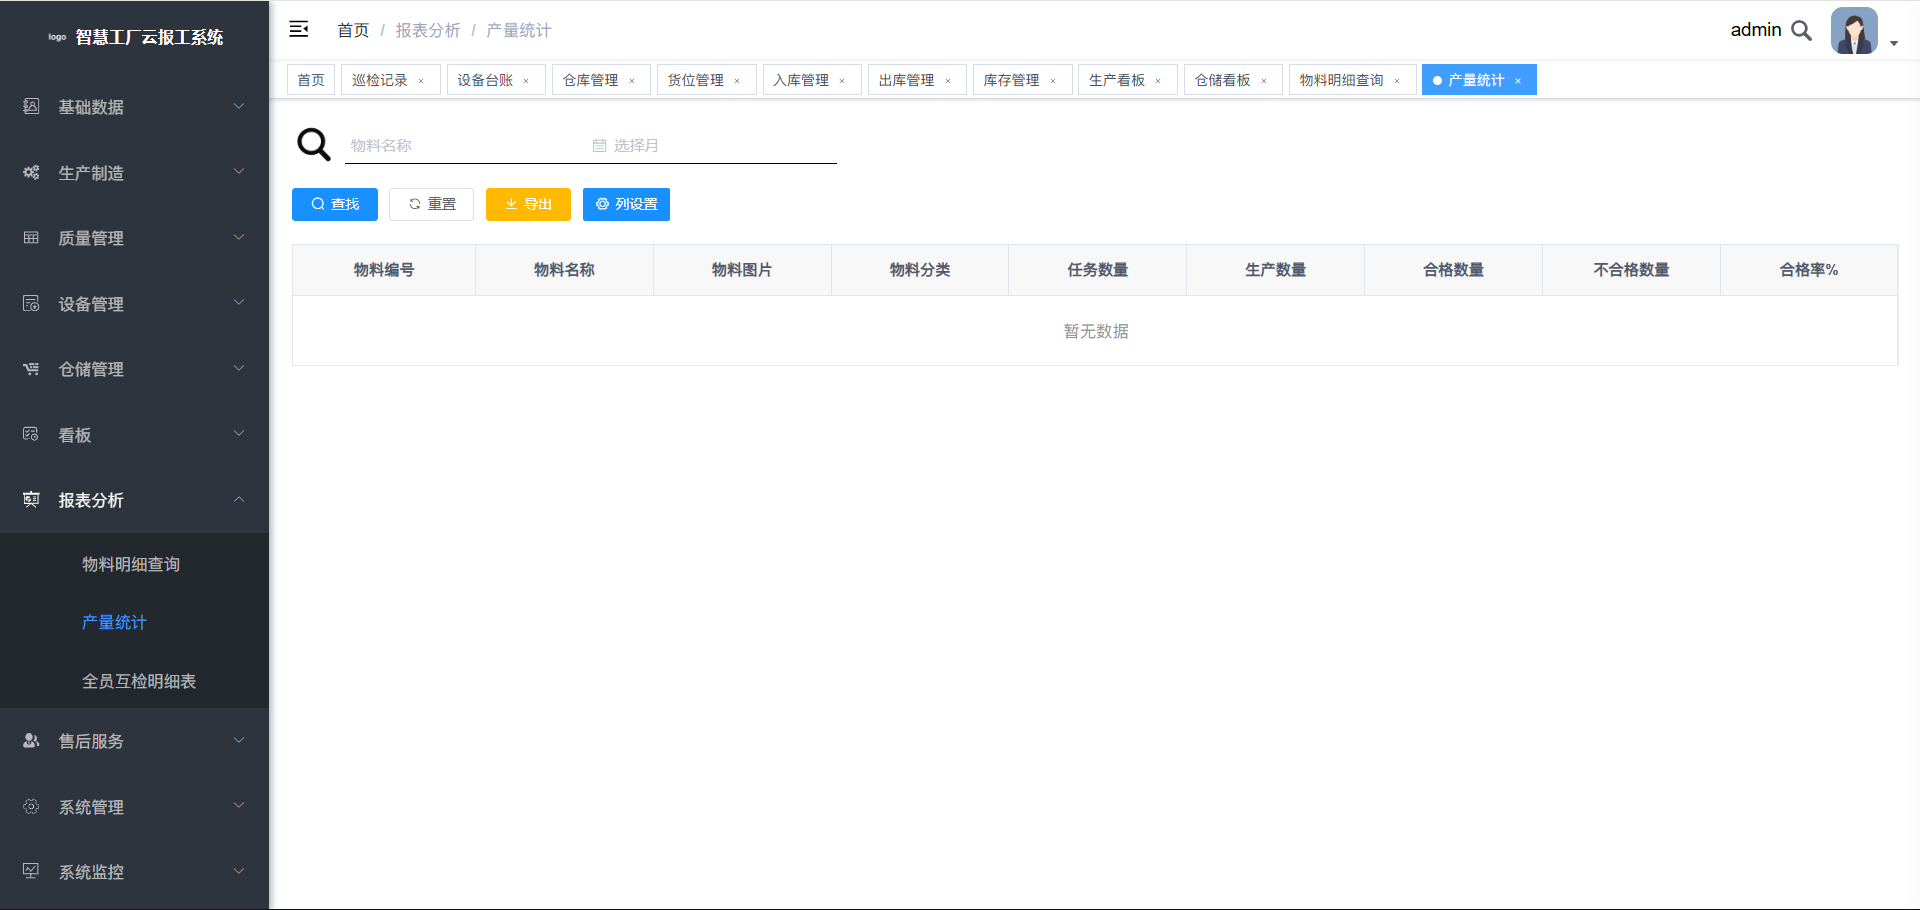 logo 智慧工厂云报工系统
基础数据
生产制造
质量管理
设备管理
仓储管理
看板
报表分析
物料明细查询
产量统计
全员互检明细表
售后服务
系统管理
系统监控
首页 / 报表分析 / 产量统计
admin
首页 巡检记录 × 设备台账 × 仓库管理 × 货位管理 × 入库管理 × 出库管理 × 库存管理 × 生产看板 × 仓储看板 × 物料明细查询 × 产量统计 ×
物料名称 选择月
查找 重置 导出 列设置
物料编号 物料名称 物料图片 物料分类 任务数量 生产数量 合格数量 不合格数量 合格率%
暂无数据